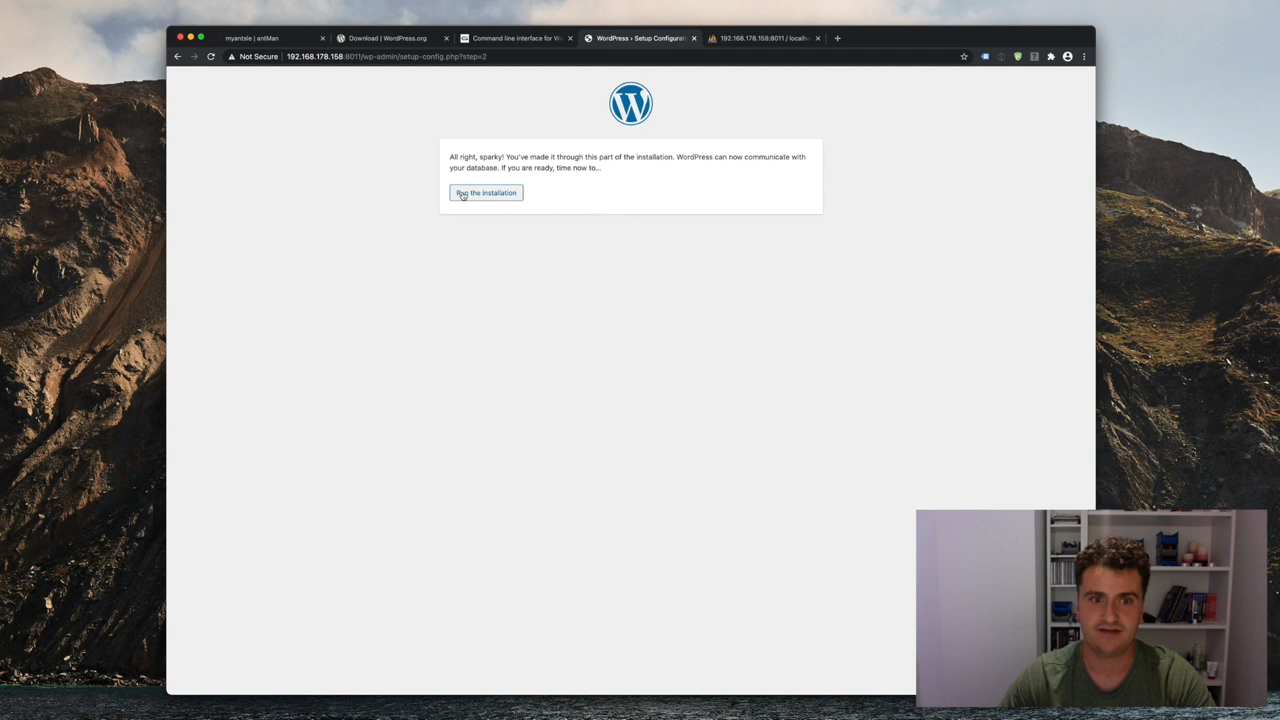 myantsle | antMan
Download | WordPress.org
Command line interface for W
WordPress › Setup Configurat
192.168.178.158:8011 / localh
Not Secure
192.168.178.158:8011/wp-admin/setup-config.php?step=2
All right, sparky! You've made it through this part of the installation. WordPress can now communicate with
your database. If you are ready, time now to…
Run the installation